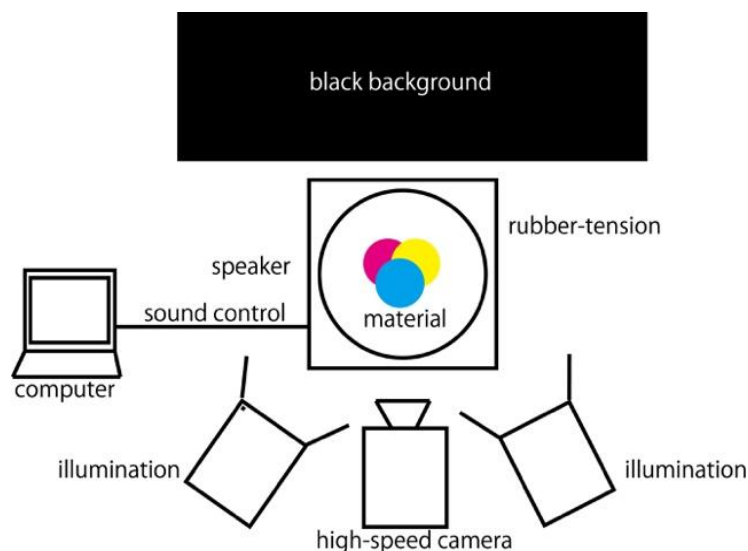 black background
rubber-tension
speaker
sound control
material
computer
illumination
illumination
high-speed camera